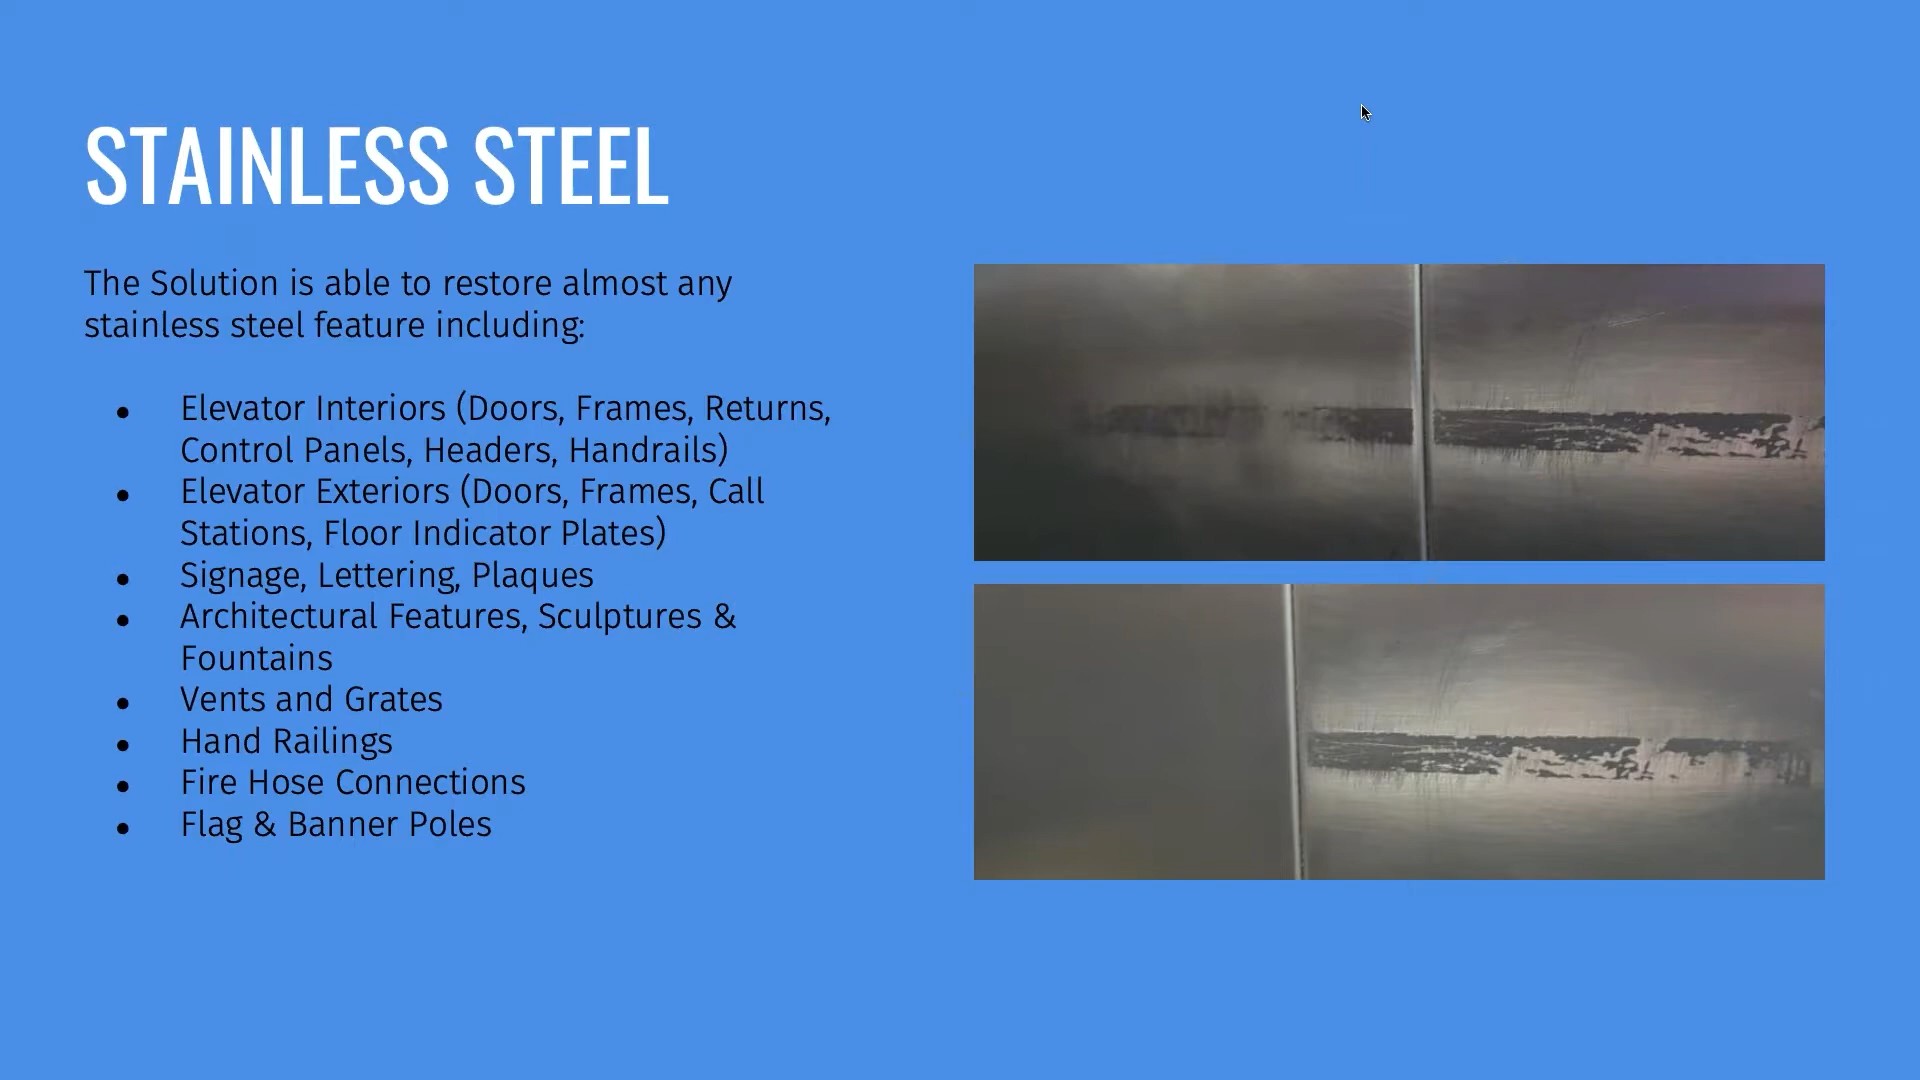 STAINLESS STEEL
The Solution is able to restore almost any
stainless steel feature including:
● Elevator Interiors (Doors, Frames, Returns,
Control Panels, Headers, Handrails)
● Elevator Exteriors (Doors, Frames, Call
Stations, Floor Indicator Plates)
● Signage, Lettering, Plaques
● Architectural Features, Sculptures &
Fountains
● Vents and Grates
● Hand Railings
● Fire Hose Connections
● Flag & Banner Poles